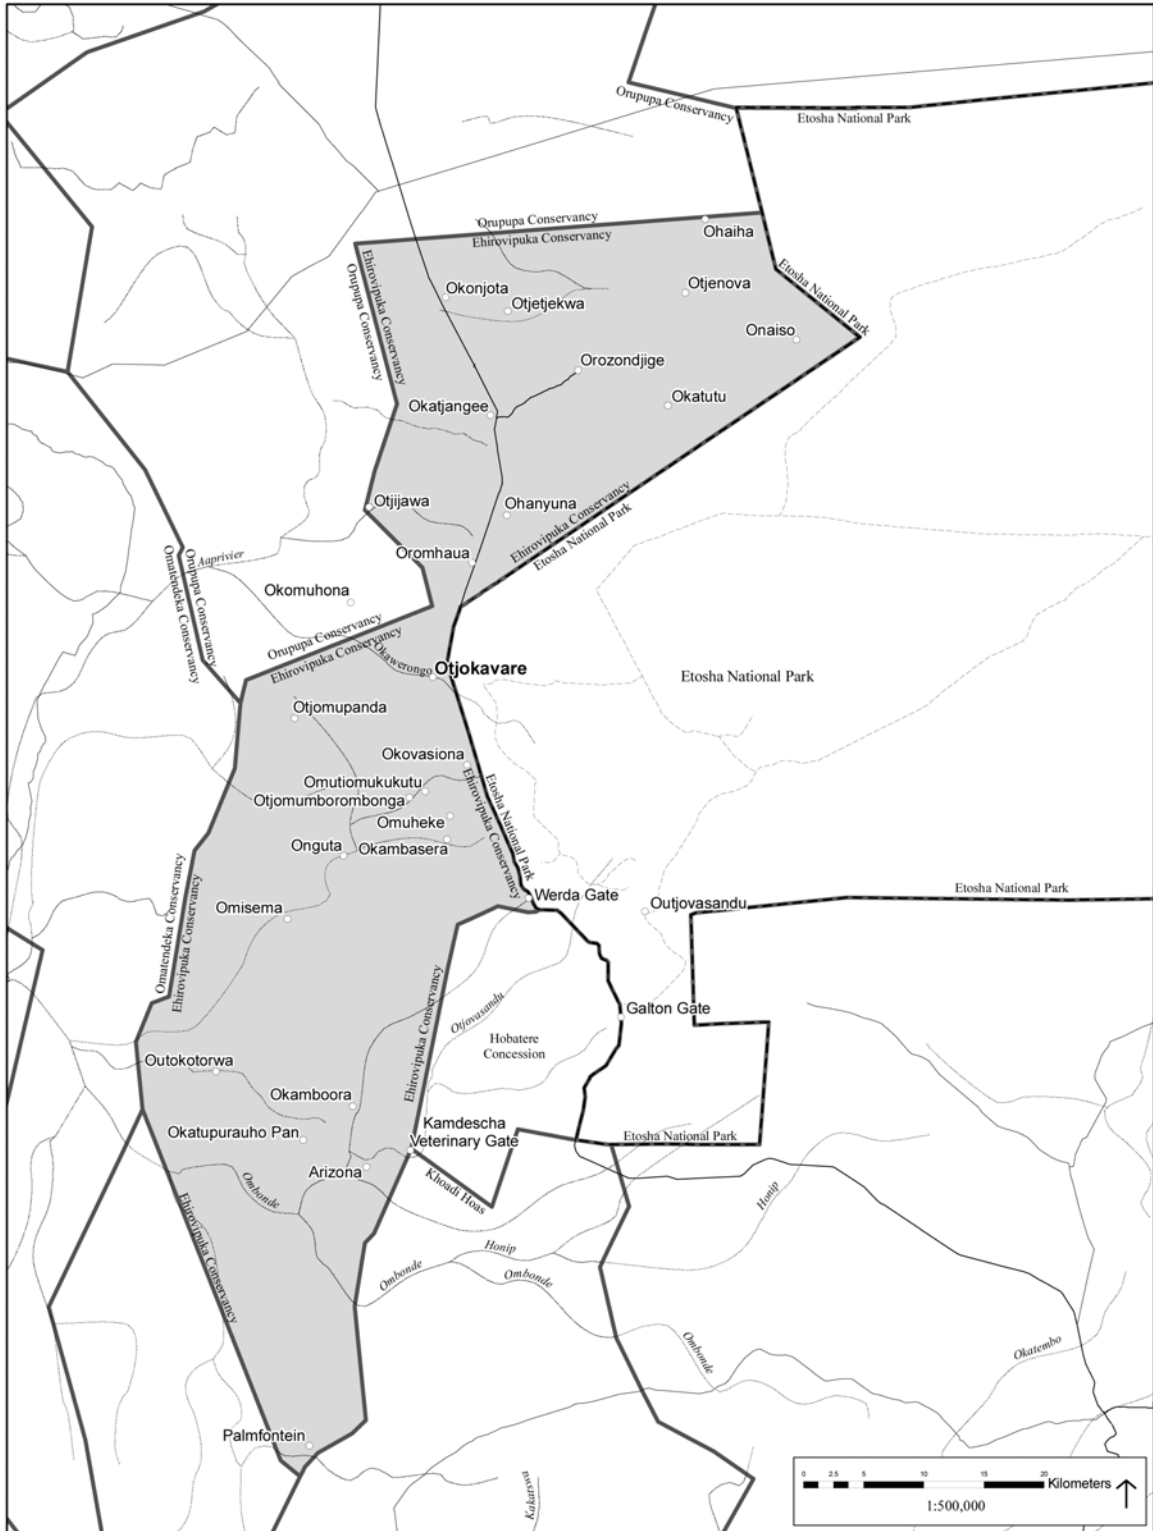 Orupupa Conservancy
Etosha National Park
Orupupa Conservancy
Ehirovipuka Conservancy
Ohaiha
Ehirovipuka Conservancy
Orupupa Conservancy
Etosha National Park
Okonjota
Otjetjekwa
Otjenova
Onaiso
Orozondjige
Okatjangee
Okatutu
Otjijawa
Ohanyuna
Ehirovipuka Conservancy
Etosha National Park
Oromhaua
Aaprivier
Orupupa Conservancy
Omatendeka Conservancy
Okomuhona
Orupupa Conservancy
Ehirovipuka Conservancy
Okawerongo
Otjokavare
Etosha National Park
Otjomupanda
Okovasiona
Omutiomukukutu
Otjomumborombonga
Etosha National Park
Ehirovipuka Conservancy
Omuheke
Onguta
Okambasera
Werda Gate
Outjovasandu
Etosha National Park
Omisema
Omatendeka Conservancy
Ehirovipuka Conservancy
Ehirovipuka Conservancy
Otjovasandu
Galton Gate
Hobatere
Concession
Outokotorwa
Okamboora
Kamdescha
Veterinary Gate
Okatupurauho Pan
Etosha National Park
Arizona
Khoadi Hoas
Ombonde
Ehirovipuka Conservancy
Honip
Honip
Ombonde
Ombonde
Ombonde
Okatembo
Palmfontein
Kakatswa
0 2.5 5 10 15 20
Kilometers
1:500,000